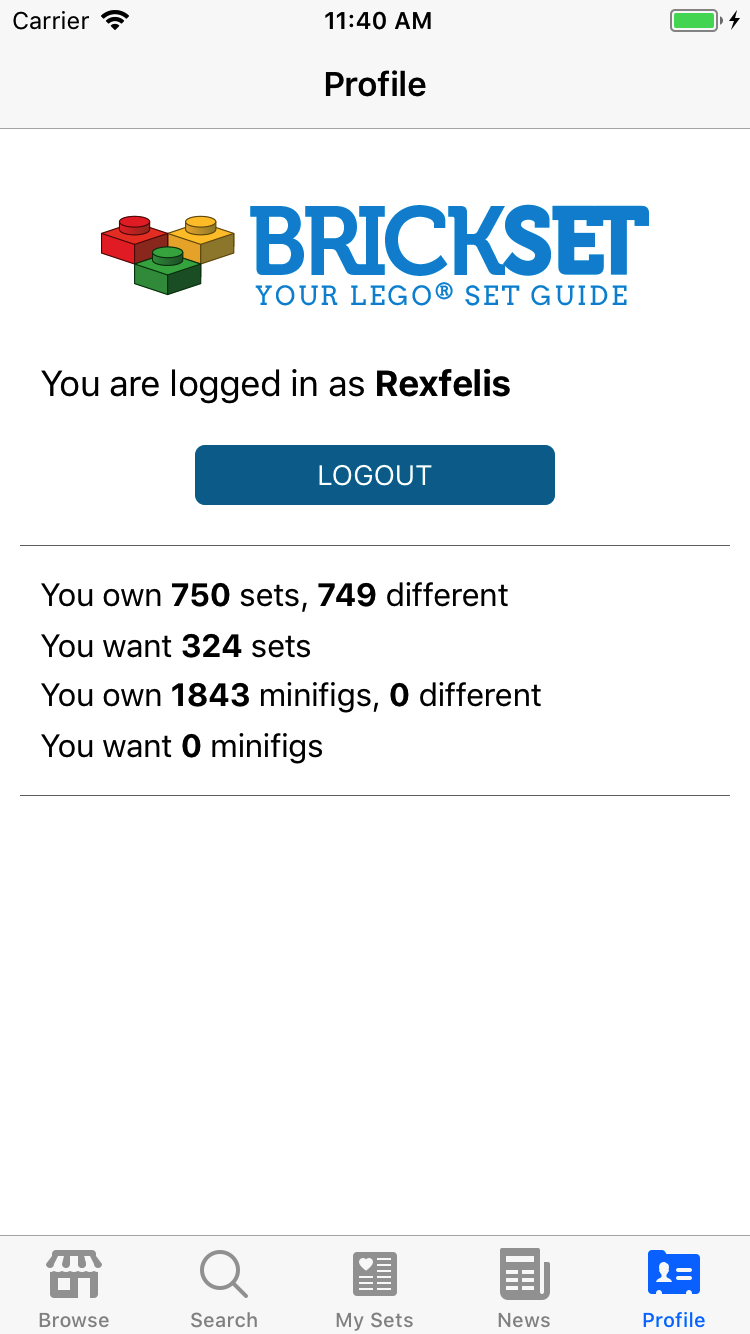 Carrier 11:40 AM
Profile
BRICKSET
YOUR LEGO® SET GUIDE
You are logged in as Rexfelis
LOGOUT
You own 750 sets, 749 different
You want 324 sets
You own 1843 minifigs, 0 different
You want 0 minifigs
Browse Search My Sets News Profile